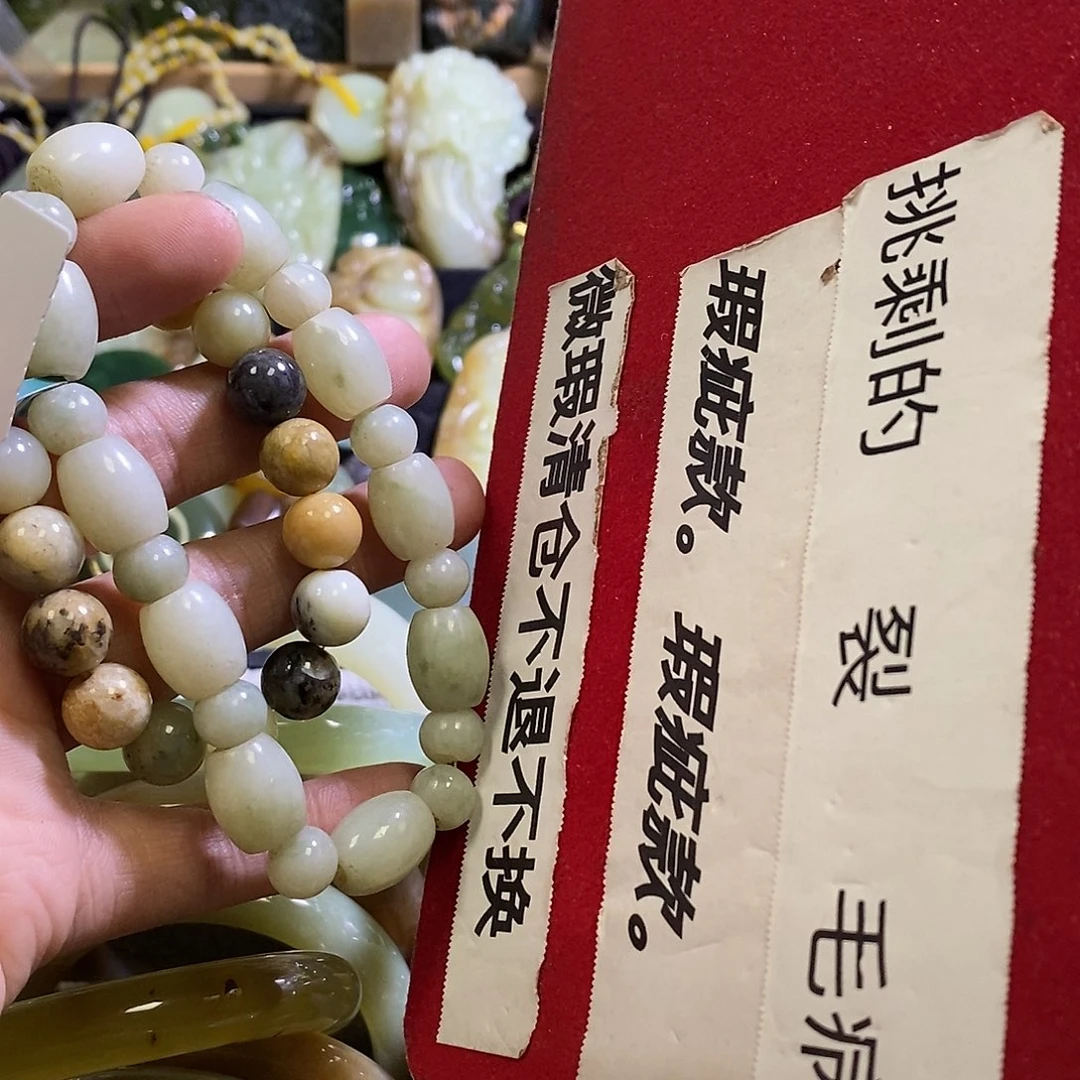 挑剩的 裂 毛病
瑕疵款。 瑕疵款。
微瑕清仓不退不换